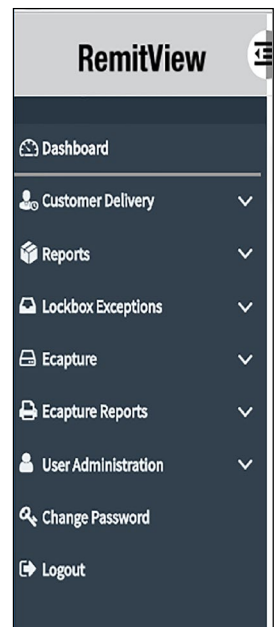 RemitView
Dashboard
Customer Delivery
Reports
Lockbox Exceptions
Ecapture
Ecapture Reports
User Administration
Change Password
Logout